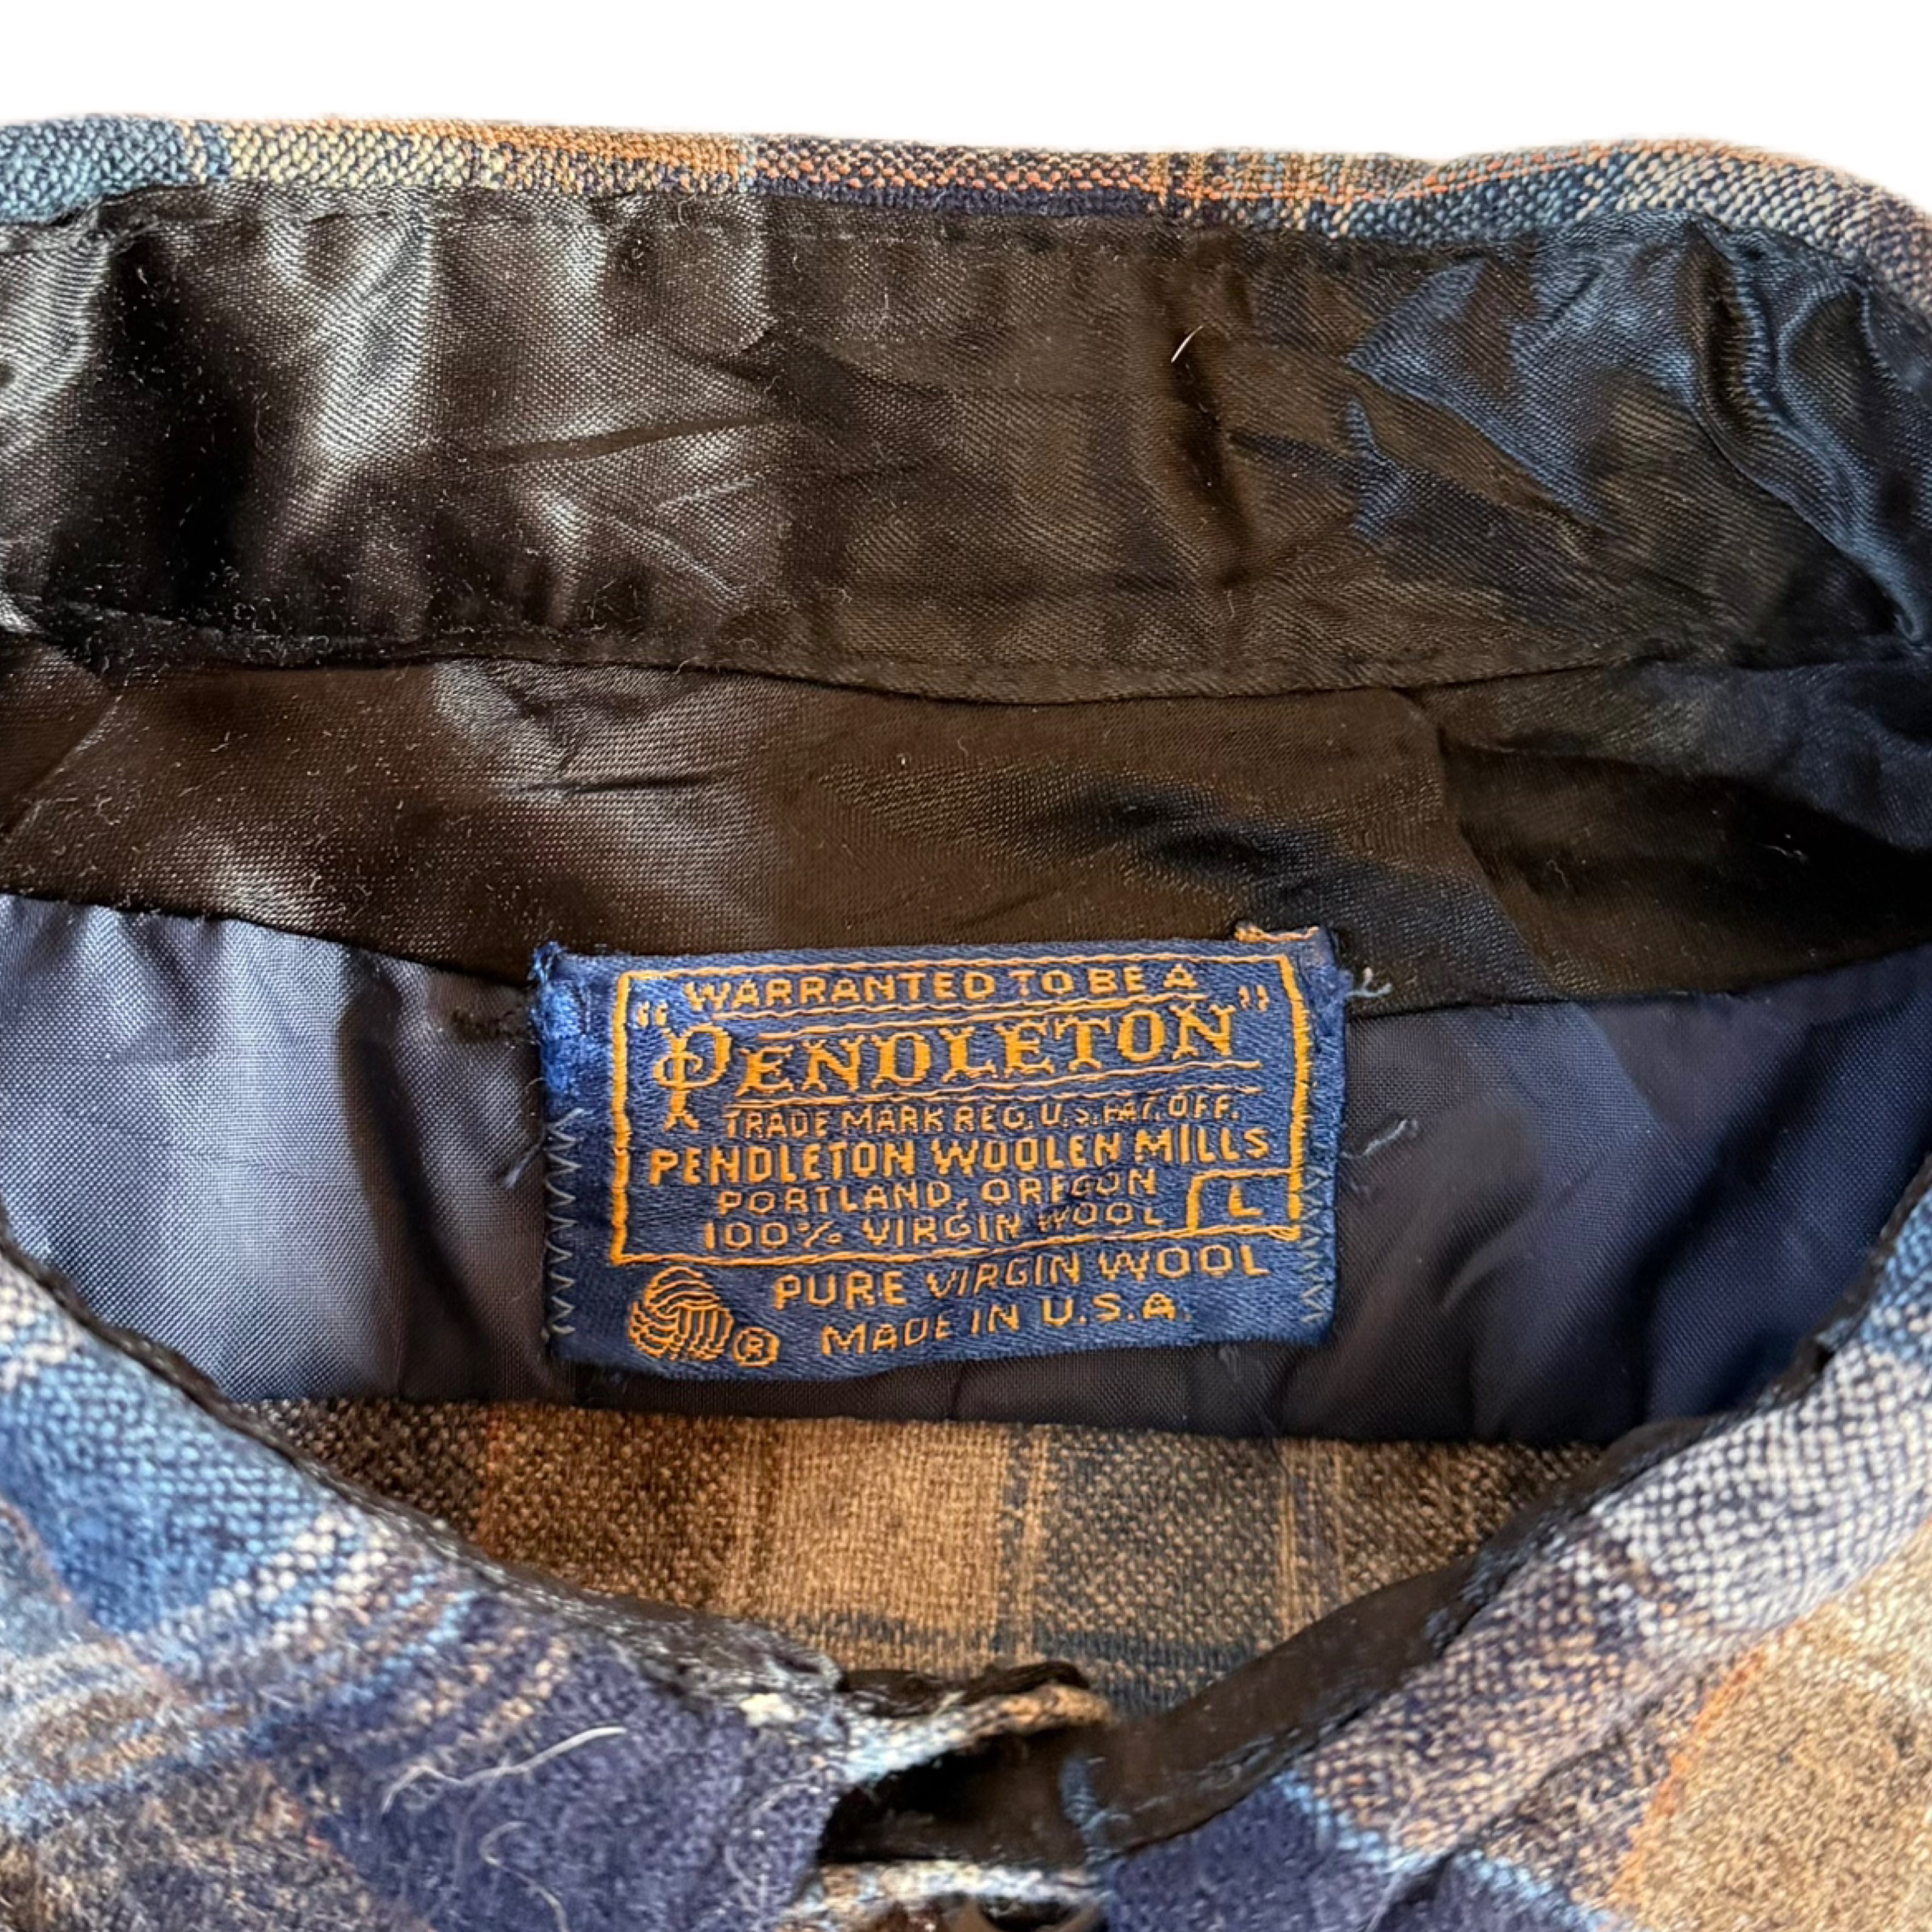 WARRANTED TO BE A
"PENDLETON"
TRADE MARK REG. U.S. PAT. OFF.
PENDLETON WOOLEN MILLS
PORTLAND, OREGON
100% VIRGIN WOOL L
PURE VIRGIN WOOL
® MADE IN U.S.A.